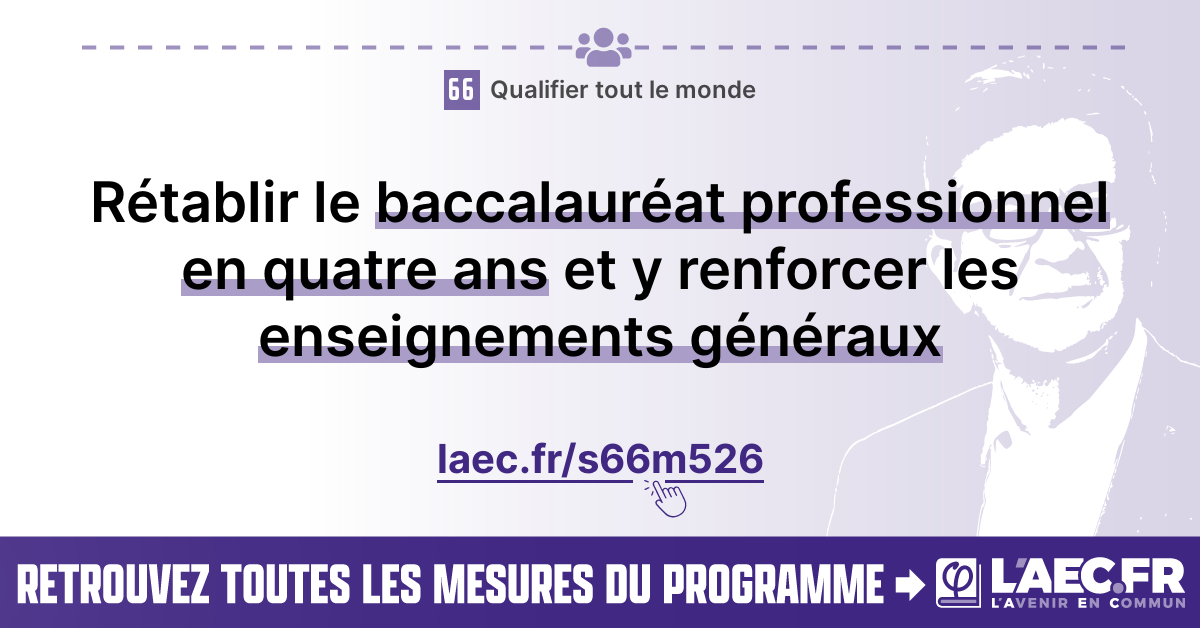 66 Qualifier tout le monde
Rétablir le baccalauréat professionnel
en quatre ans et y renforcer les
enseignements généraux
laec.fr/s66m526
RETROUVEZ TOUTES LES MESURES DU PROGRAMME
φ L'AEC.FR
L'AVENIR EN COMMUN